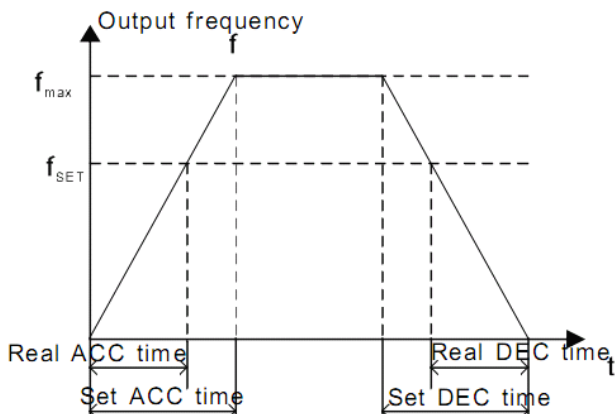 Output frequency
f
fmax
fSET
Real ACC time
Real DEC time
t
Set ACC time
Set DEC time